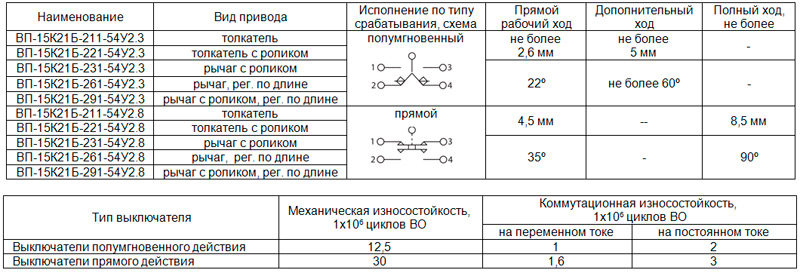 Наименование | Вид привода | Исполнение по типу срабатывания, схема | Прямой рабочий ход | Дополнительный ход | Полный ход, не более
ВП-15К21Б-211-54У2.3 | толкатель | полумгновенный | не более 2,6 мм | не более 5 мм | -
ВП-15К21Б-221-54У2.3 | толкатель с роликом
ВП-15К21Б-231-54У2.3 | рычаг с роликом | 1 3 2 4 | 22º | не более 60º | -
ВП-15К21Б-261-54У2.3 | рычаг, рег. по длине
ВП-15К21Б-291-54У2.3 | рычаг с роликом, рег. по длине
ВП-15К21Б-211-54У2.8 | толкатель | прямой | 4,5 мм | -- | 8,5 мм
ВП-15К21Б-221-54У2.8 | толкатель с роликом
ВП-15К21Б-231-54У2.8 | рычаг с роликом | 1 3 2 4 | 35º | - | 90º
ВП-15К21Б-261-54У2.8 | рычаг, рег. по длине
ВП-15К21Б-291-54У2.8 | рычаг с роликом, рег. по длине
Тип выключателя | Механическая износостойкость, 1х10⁶ циклов ВО | Коммутационная износостойкость, 1х10⁶ циклов ВО
на переменном токе | на постоянном токе
Выключатели полумгновенного действия | 12,5 | 1 | 2
Выключатели прямого действия | 30 | 1,6 | 3